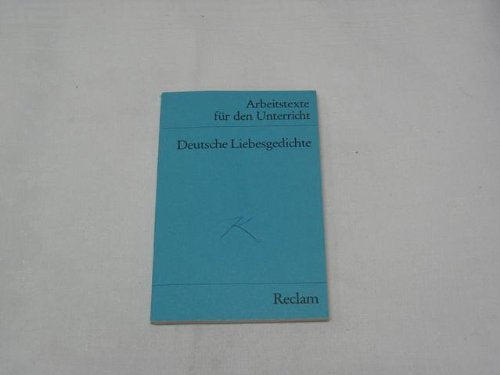 Arbeitstexte
für den Unterricht
Deutsche Liebesgedichte
K
Reclam